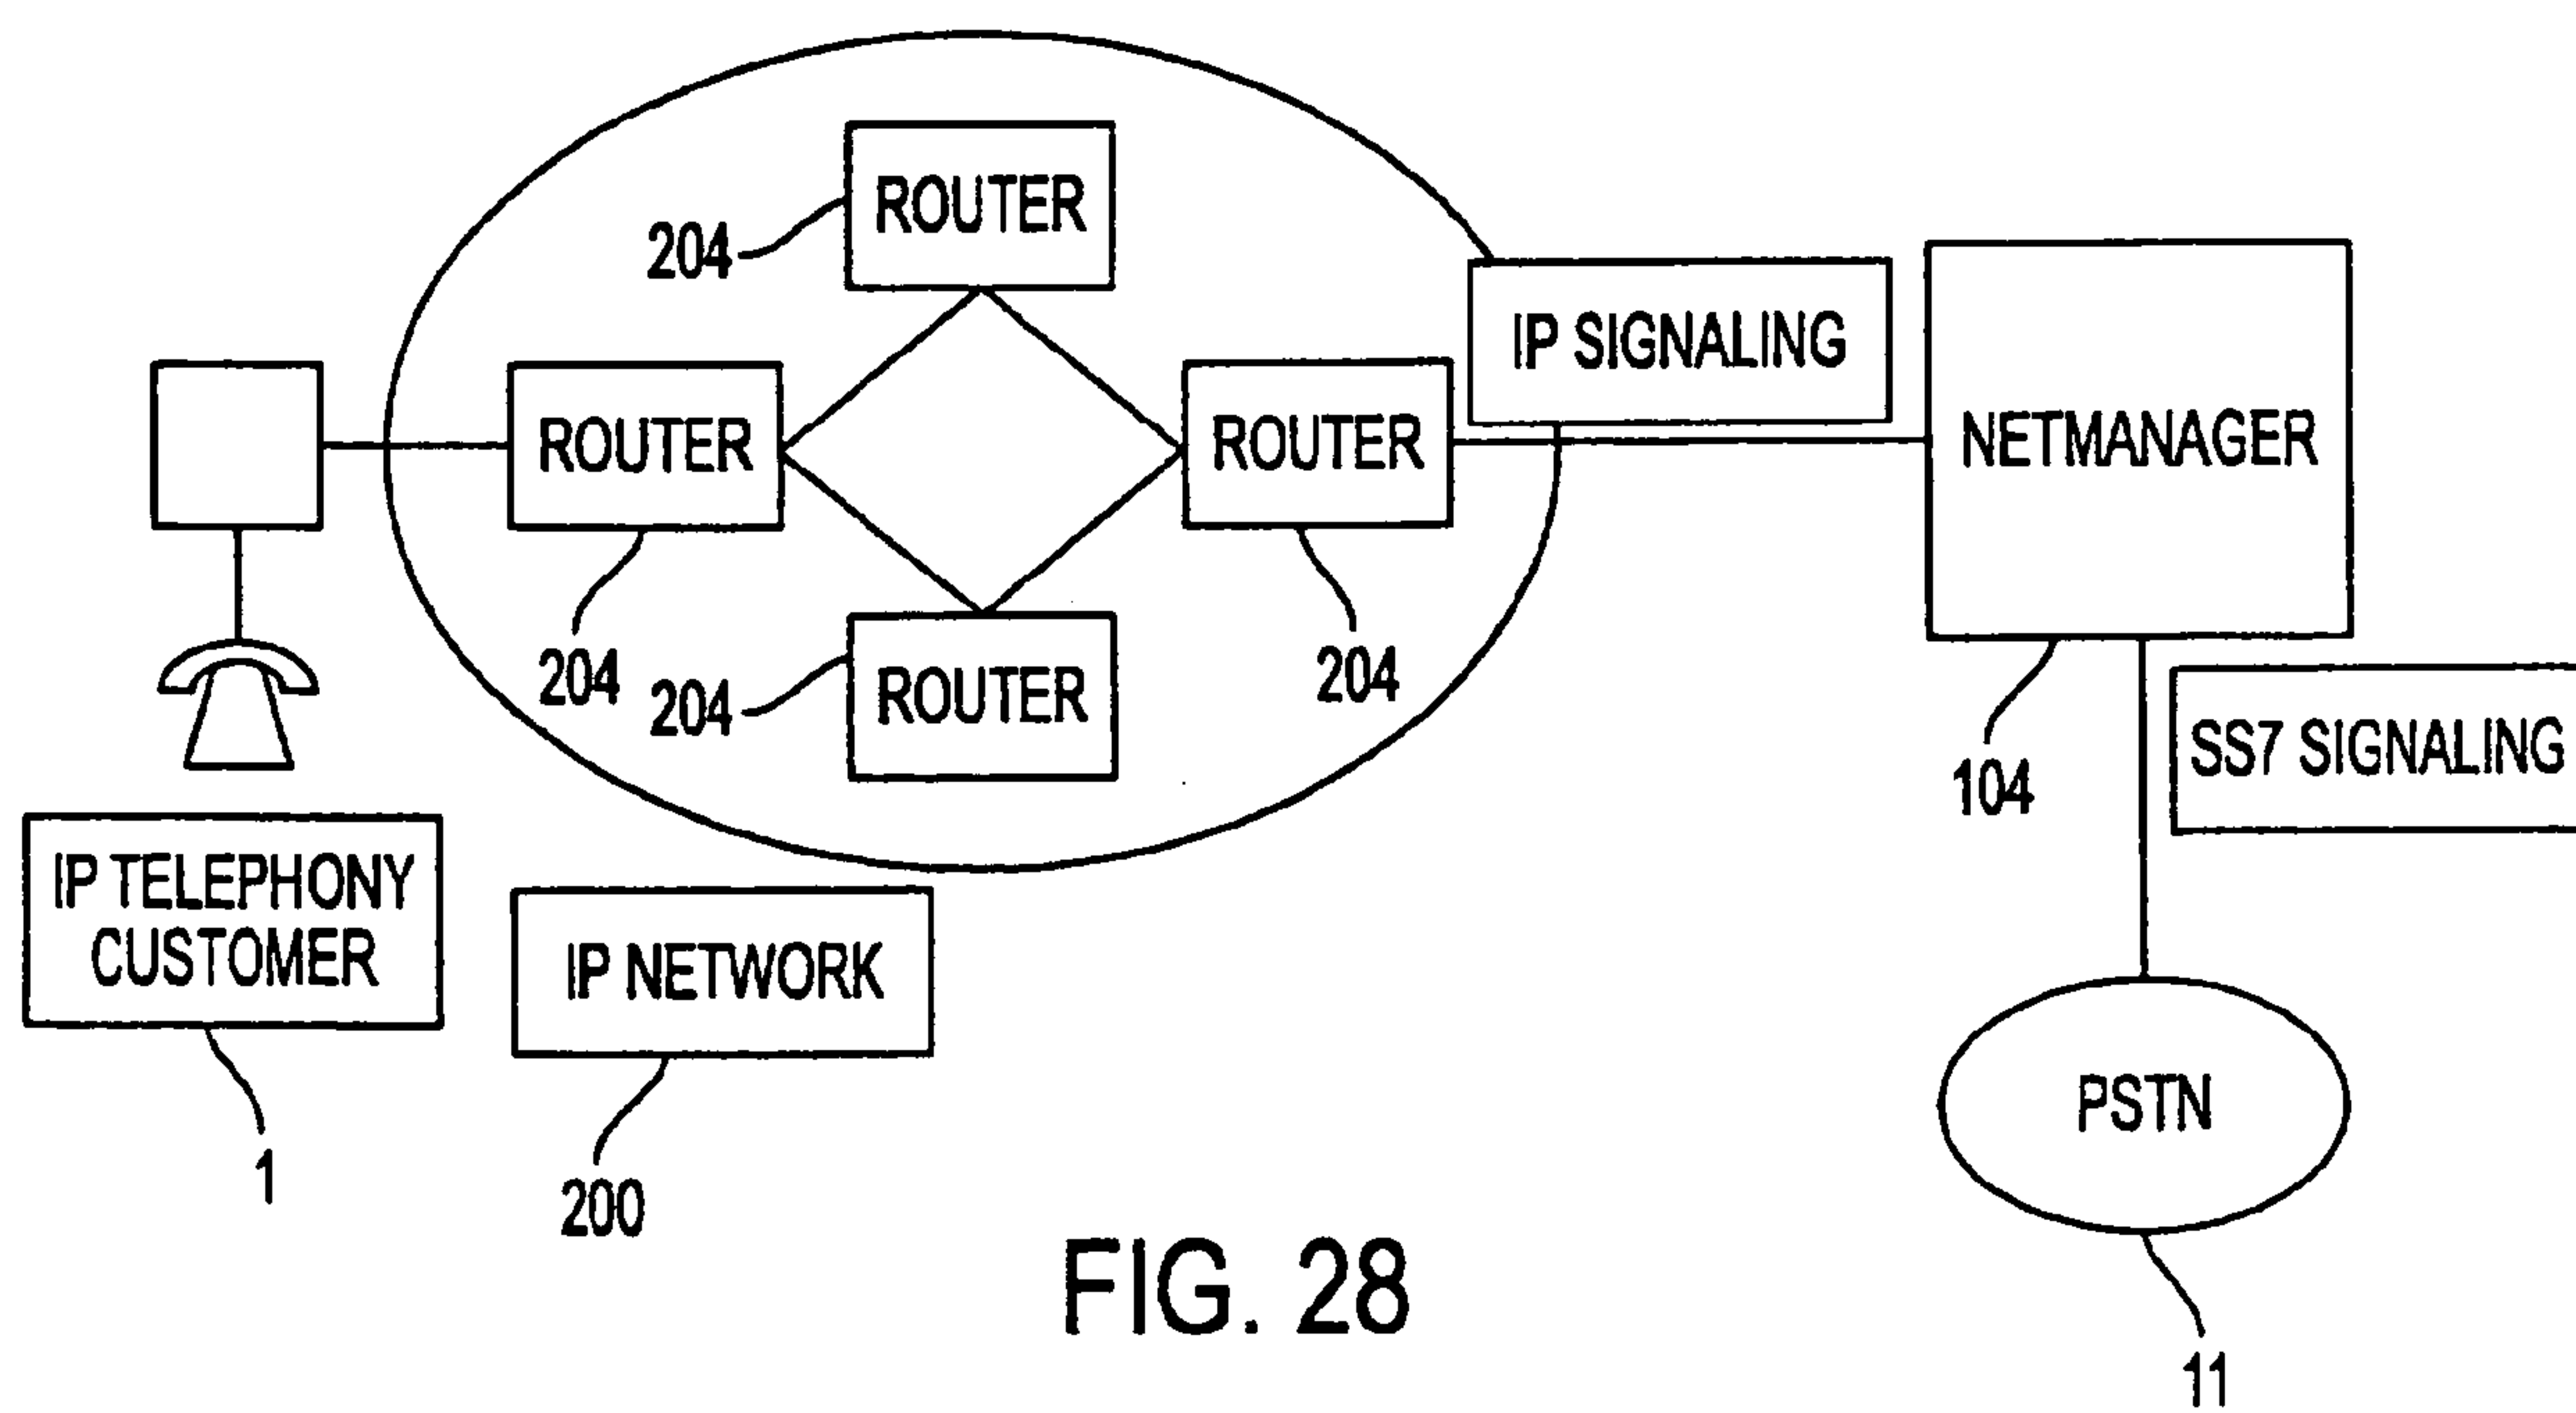 ROUTER
204
IP SIGNALING
ROUTER
ROUTER
NETMANAGER
204
204
204
ROUTER
104
SS7 SIGNALING
IP TELEPHONY
CUSTOMER
IP NETWORK
PSTN
1
200
FIG. 28
11